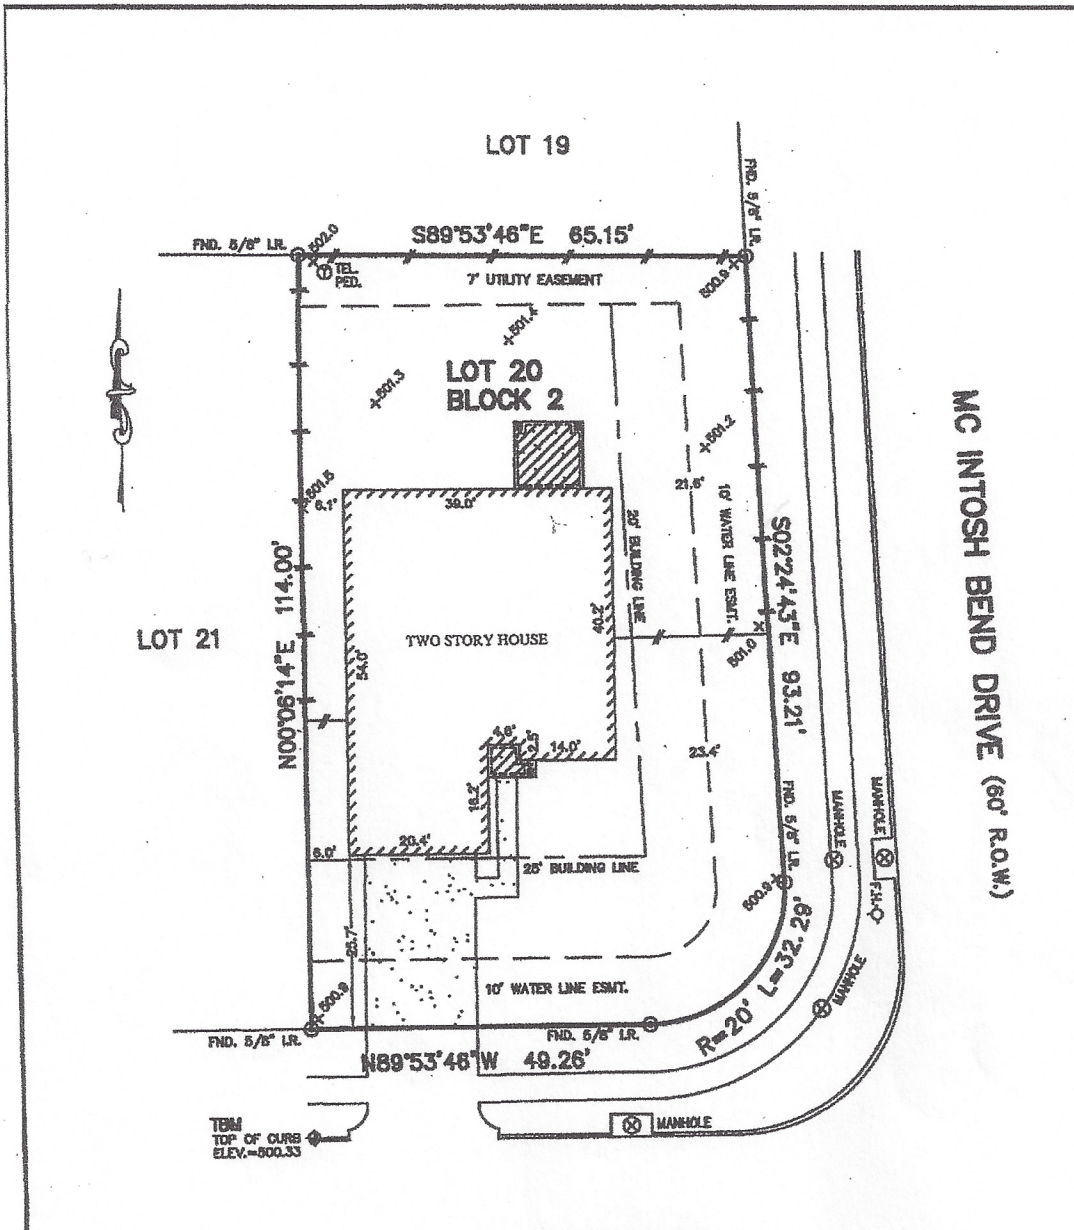 LOT 19
FND. 5/8" I.R.
S89°53'46"E 65.15'
FND. 5/8" I.R.
502.0
TEL.
PED.
7' UTILITY EASEMENT
500.9
501.4
501.3
LOT 20
BLOCK 2
501.2
21.6'
10' WATER LINE ESMT.
501.5
6.1'
39.0'
20' BUILDING LINE
MC INTOSH BEND DRIVE (60' R.O.W.)
S02°24'43"E 93.21'
N00°06'14"E 114.00'
LOT 21
TWO STORY HOUSE
40.2'
501.0
54.0'
4.6'
2.5'
14.0'
23.4'
16.2'
FND. 5/8" I.R.
MANHOLE
MANHOLE
20.4'
6.0'
25' BUILDING LINE
500.9
F.H.
25.7'
10' WATER LINE ESMT.
R=20' L=32.29'
MANHOLE
500.9
FND. 5/8" I.R.
FND. 5/8" I.R.
N89°53'46"W 49.26'
TBM
TOP OF CURB
ELEV.=500.33
MANHOLE